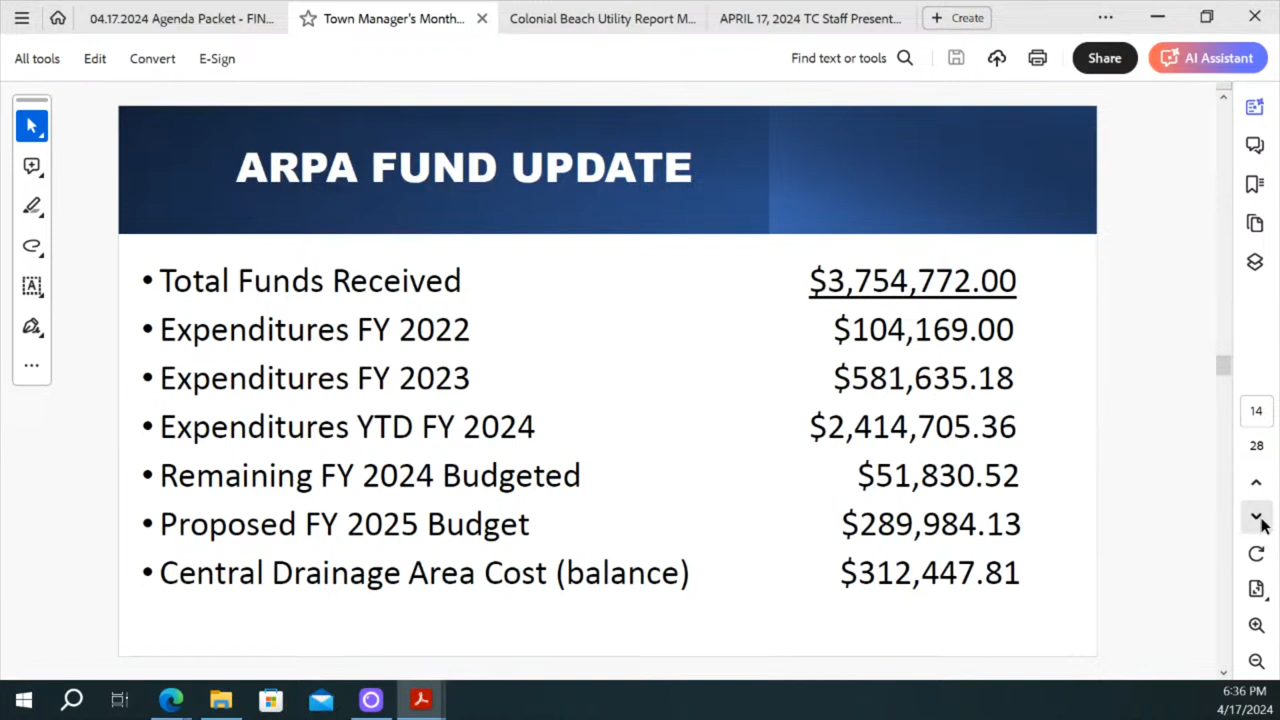 04.17.2024 Agenda Packet - FIN...
Town Manager's Month...
Colonial Beach Utility Report M...
APRIL 17, 2024 TC Staff Present...
+ Create
All tools
Edit
Convert
E-Sign
Find text or tools
Share
AI Assistant
ARPA FUND UPDATE
• Total Funds Received $3,754,772.00
• Expenditures FY 2022 $104,169.00
• Expenditures FY 2023 $581,635.18
• Expenditures YTD FY 2024 $2,414,705.36
• Remaining FY 2024 Budgeted $51,830.52
• Proposed FY 2025 Budget $289,984.13
• Central Drainage Area Cost (balance) $312,447.81
14
28
6:36 PM
4/17/2024